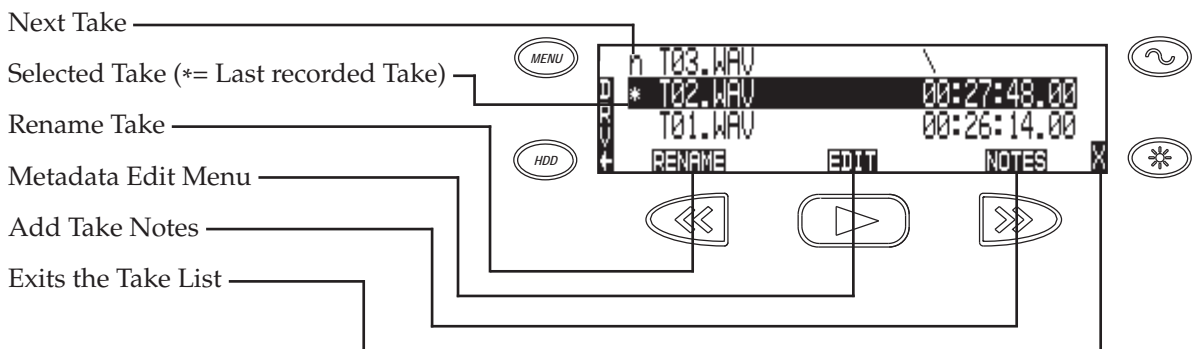 Next Take
Selected Take (*= Last recorded Take)
Rename Take
Metadata Edit Menu
Add Take Notes
Exits the Take List
MENU
HDD
n T03.WAV \
* T02.WAV 00:27:48.00
T01.WAV 00:26:14.00
DRV←
RENAME EDIT NOTES X